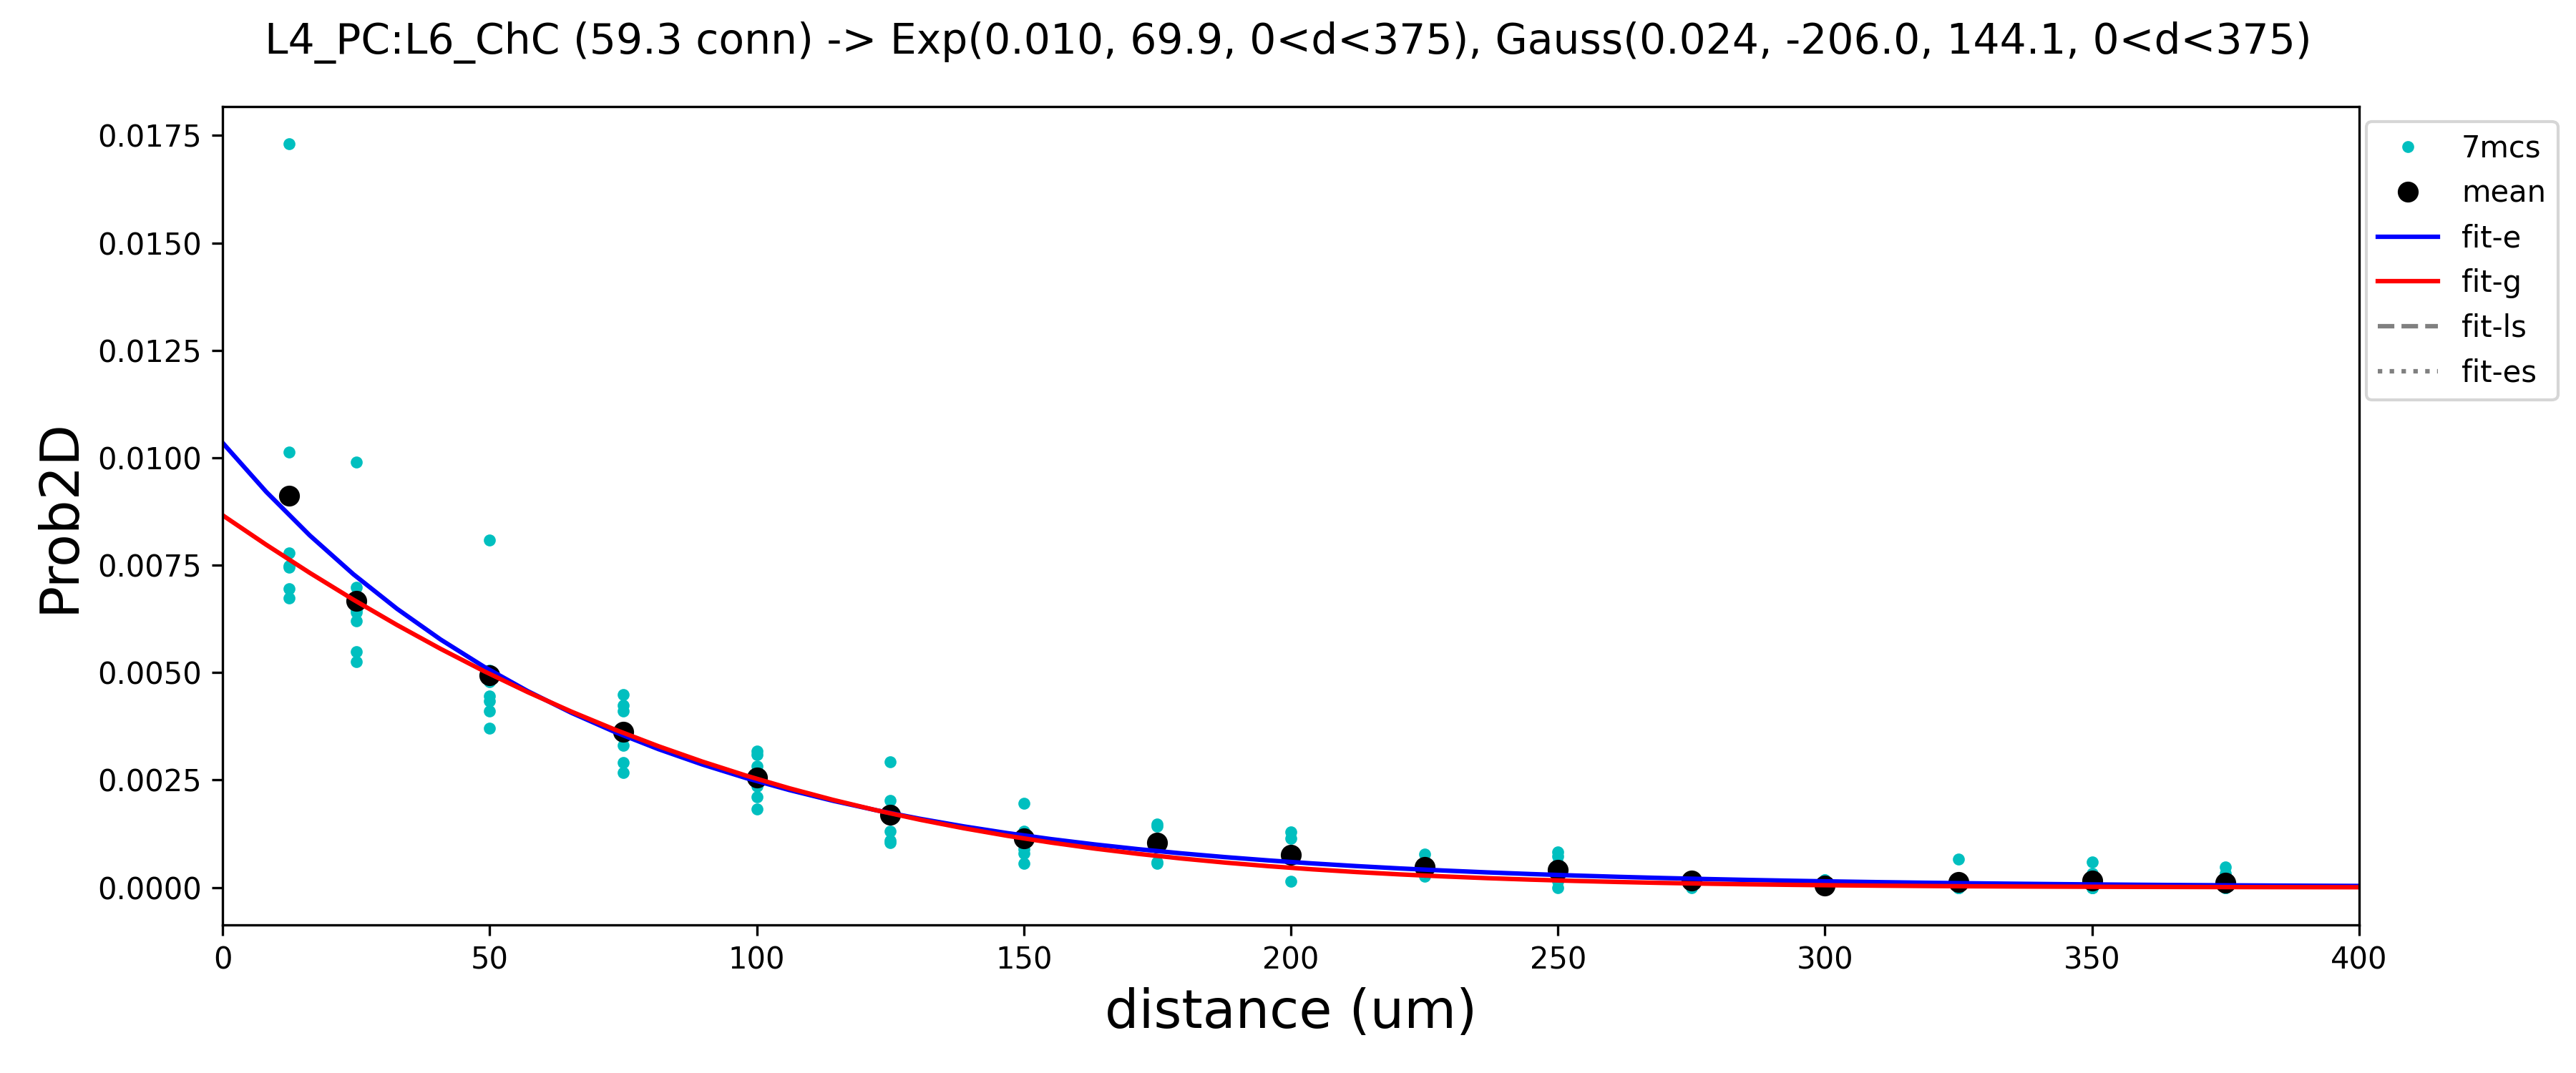 L4_PC:L6_ChC (59.3 conn) -> Exp(0.010, 69.9, 0<d<375), Gauss(0.024, -206.0, 144.1, 0<d<375)
0.0175
0.0150
0.0125
0.0100
0.0075
0.0050
0.0025
0.0000
Prob2D
0 50 100 150 200 250 300 350 400
distance (um)
7mcs
mean
fit-e
fit-g
fit-ls
fit-es